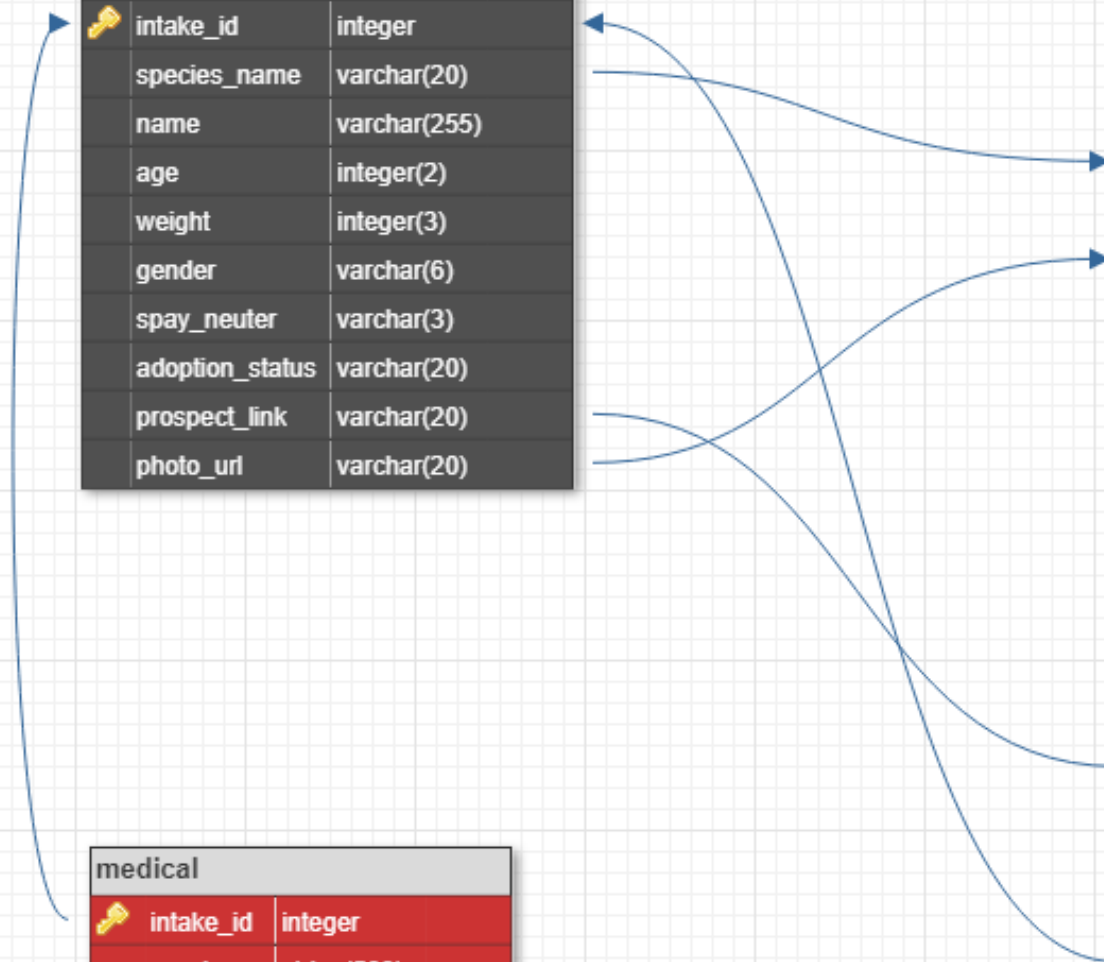 intake_id integer
species_name varchar(20)
name varchar(255)
age integer(2)
weight integer(3)
gender varchar(6)
spay_neuter varchar(3)
adoption_status varchar(20)
prospect_link varchar(20)
photo_url varchar(20)
medical
intake_id integer